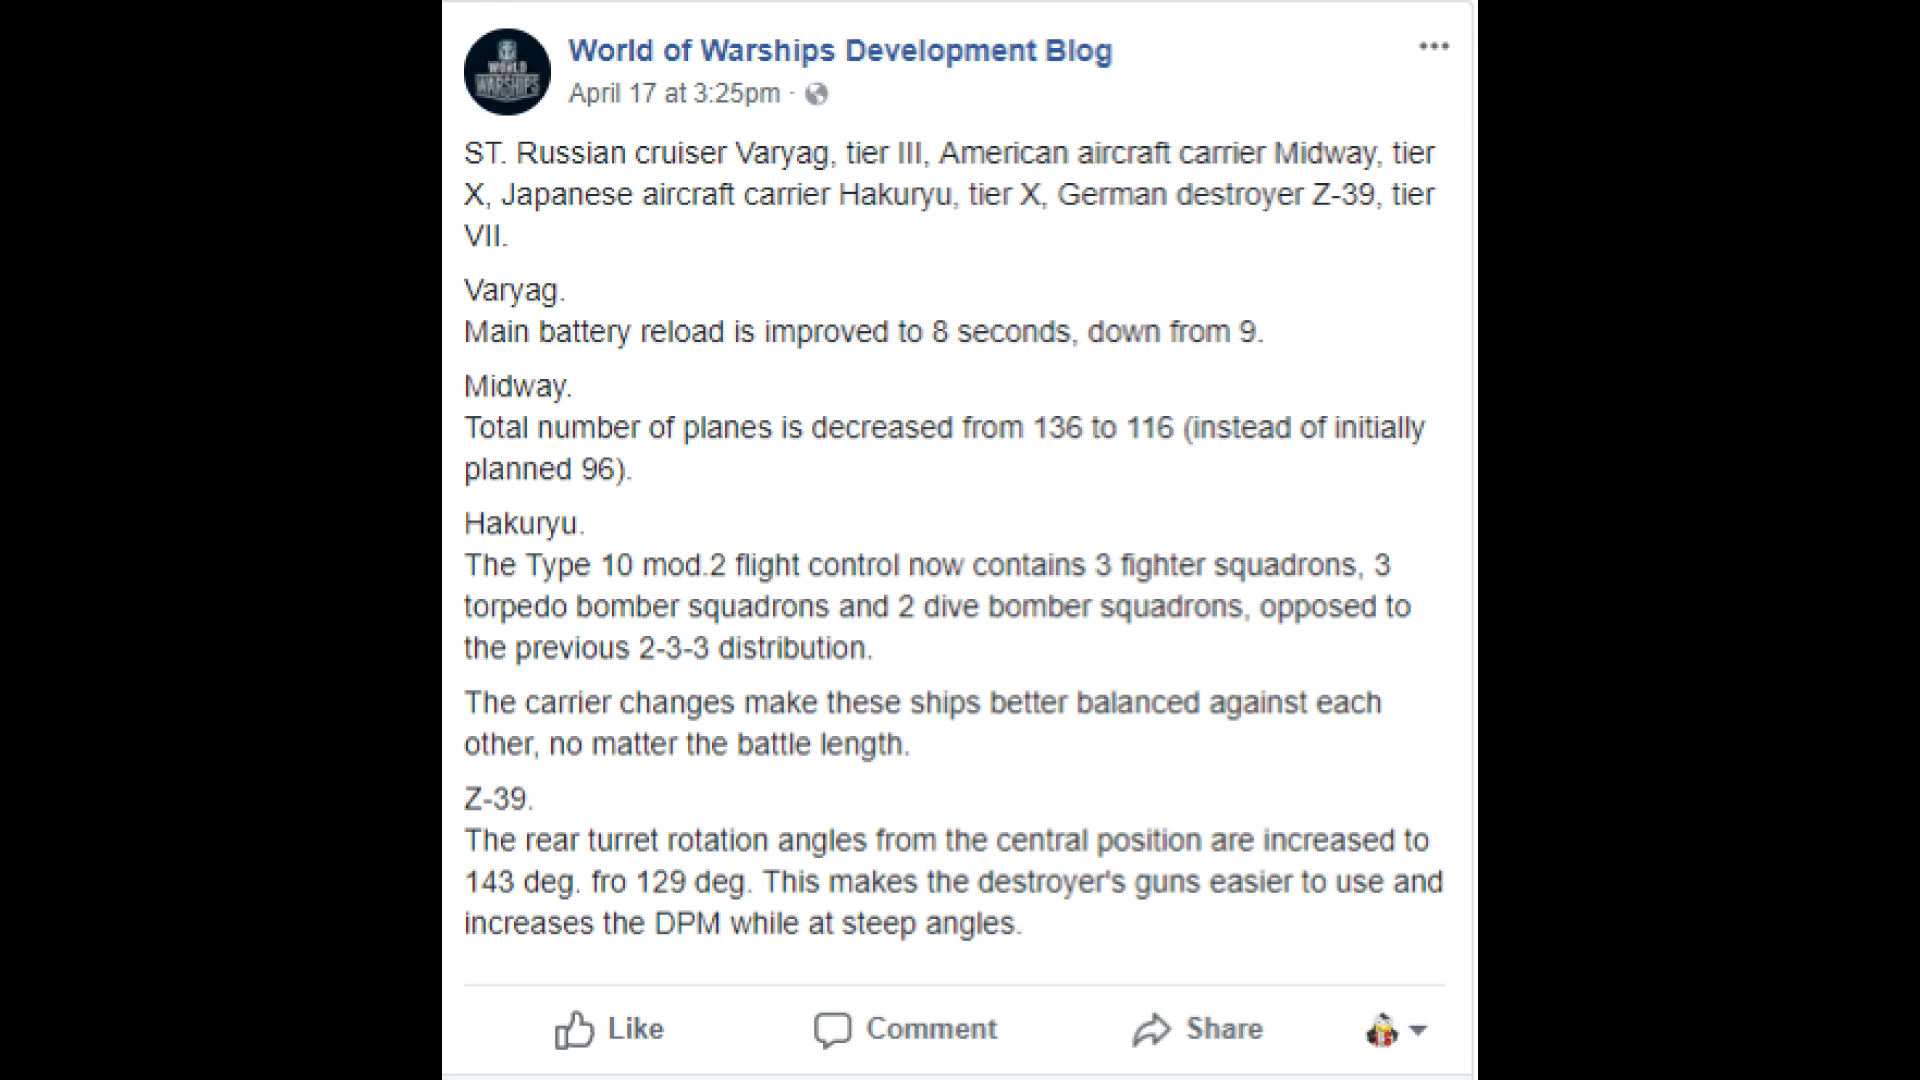 WORLD
WARSHIPS
World of Warships Development Blog
April 17 at 3:25pm ·
ST. Russian cruiser Varyag, tier III, American aircraft carrier Midway, tier
X, Japanese aircraft carrier Hakuryu, tier X, German destroyer Z-39, tier
VII.
Varyag.
Main battery reload is improved to 8 seconds, down from 9.
Midway.
Total number of planes is decreased from 136 to 116 (instead of initially
planned 96).
Hakuryu.
The Type 10 mod.2 flight control now contains 3 fighter squadrons, 3
torpedo bomber squadrons and 2 dive bomber squadrons, opposed to
the previous 2-3-3 distribution.
The carrier changes make these ships better balanced against each
other, no matter the battle length.
Z-39.
The rear turret rotation angles from the central position are increased to
143 deg. fro 129 deg. This makes the destroyer's guns easier to use and
increases the DPM while at steep angles.
Like
Comment
Share